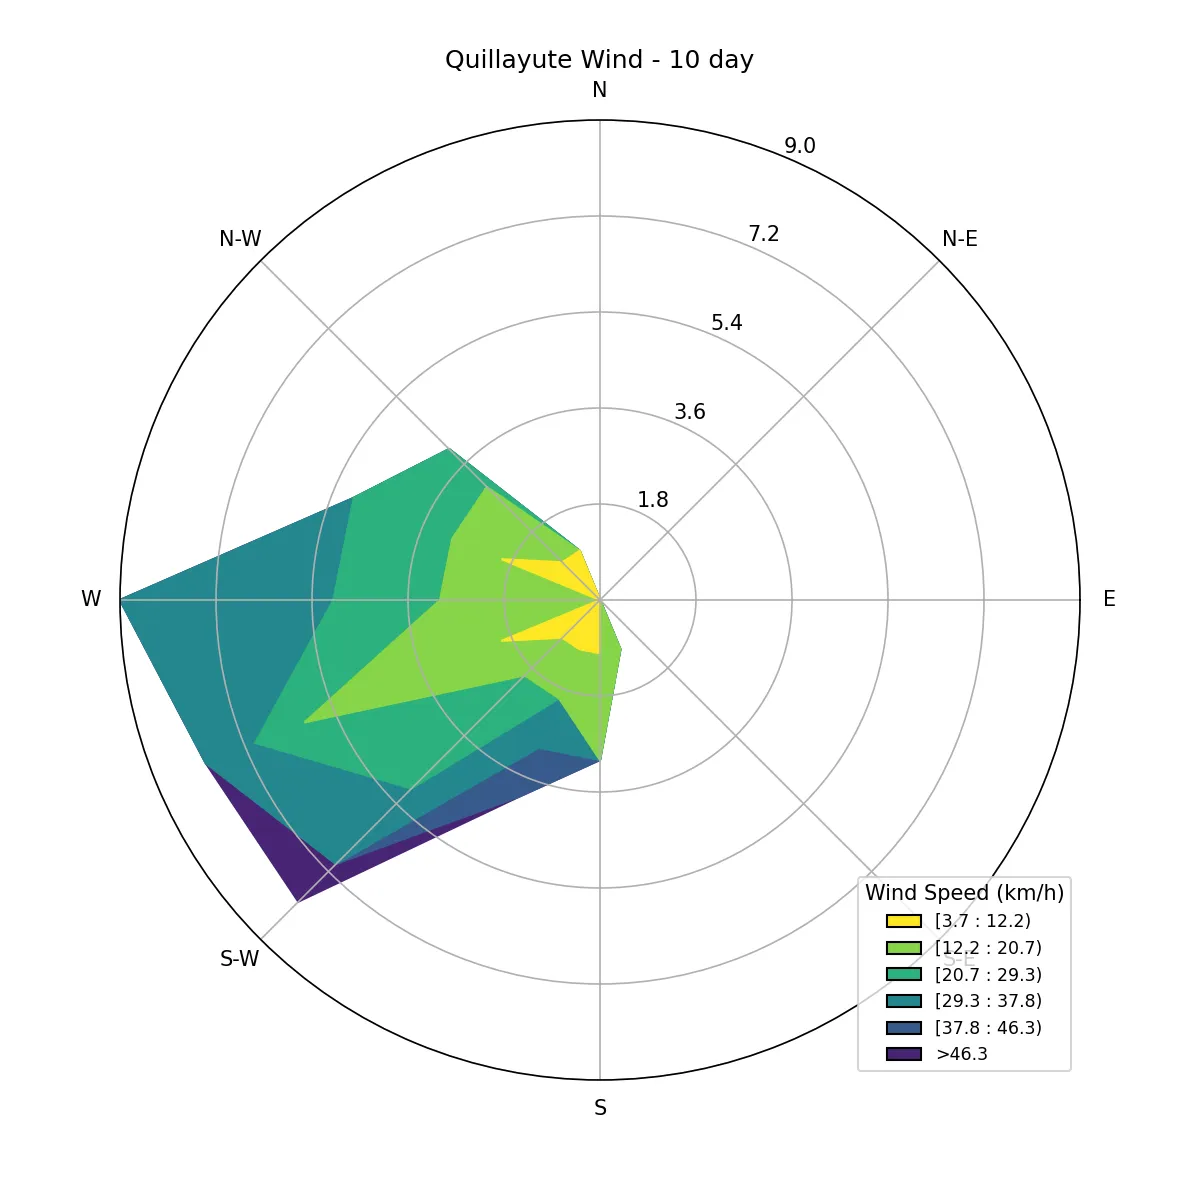 Quillayute Wind - 10 day
N
9.0
N-W
N-E
7.2
5.4
3.6
1.8
W
E
S-W
S-E
S
Wind Speed (km/h)
[3.7 : 12.2)
[12.2 : 20.7)
[20.7 : 29.3)
[29.3 : 37.8)
[37.8 : 46.3)
>46.3